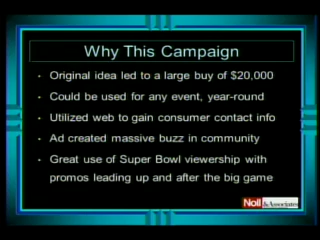 Why This Campaign
• Original idea led to a large buy of $20,000
• Could be used for any event, year-round
• Utilized web to gain consumer contact info
• Ad created massive buzz in community
• Great use of Super Bowl viewership with
promos leading up and after the big game
Noll &Associates